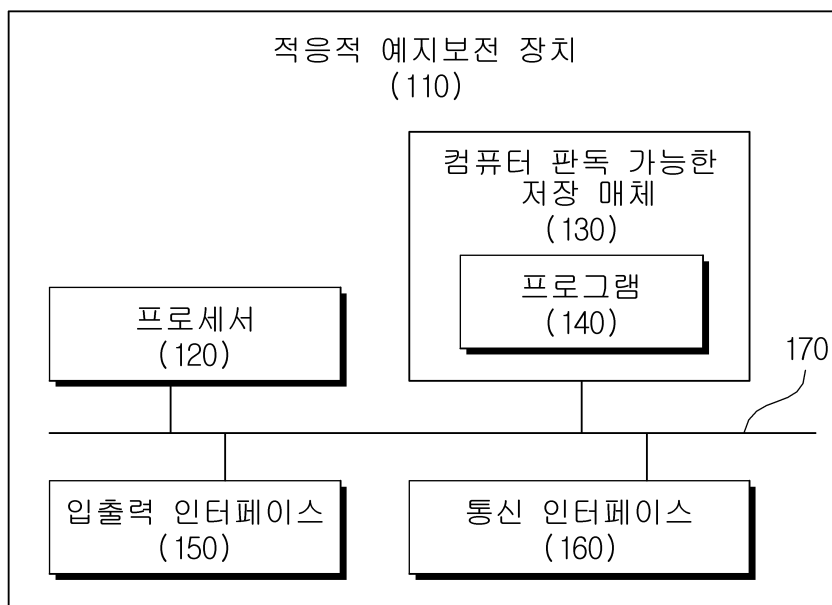 적응적 예지보전 장치
(110)
컴퓨터 판독 가능한
저장 매체
(130)
프로그램
(140)
프로세서
(120)
170
입출력 인터페이스
(150)
통신 인터페이스
(160)